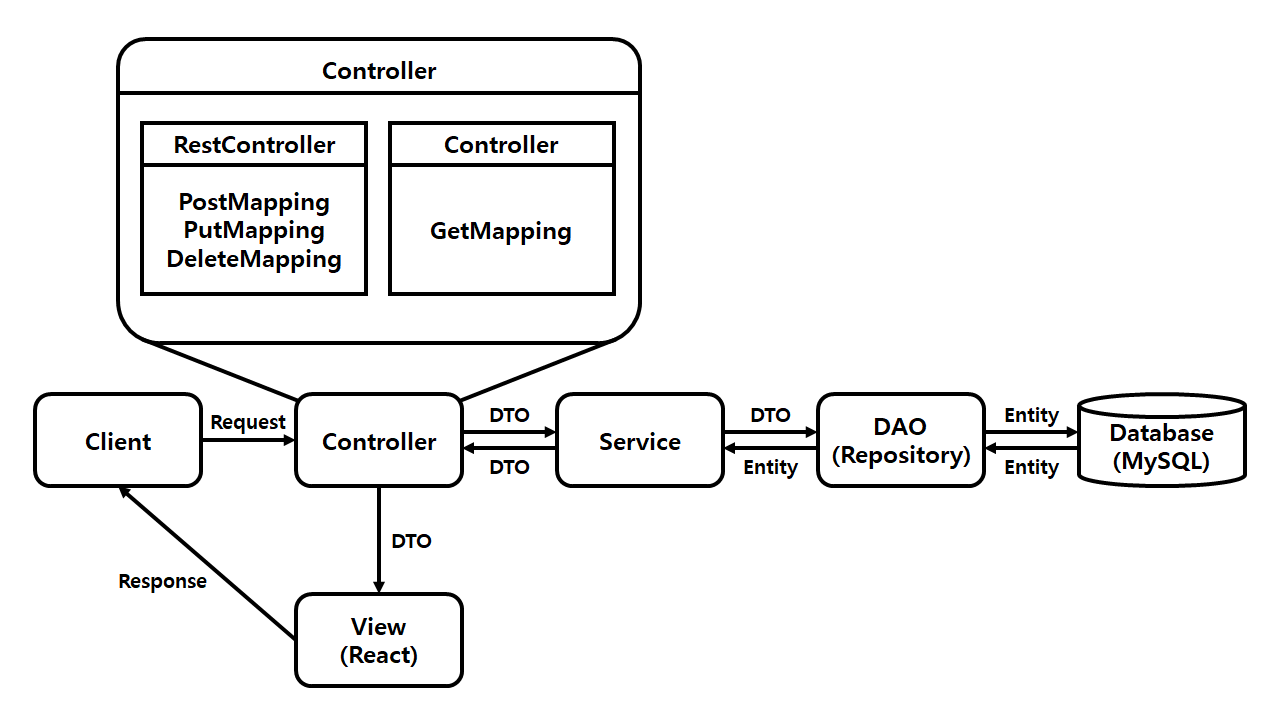 Controller
RestController
Controller
PostMapping
PutMapping
DeleteMapping
GetMapping
Client
Request
Controller
DTO
DTO
Service
DTO
Entity
DAO
(Repository)
Entity
Entity
Database
(MySQL)
DTO
Response
View
(React)